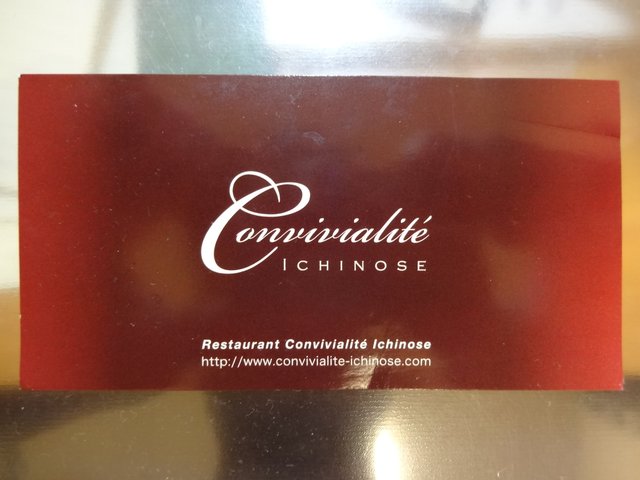 Convivialité
ICHINOSE
Restaurant Convivialité Ichinose
http://www.convivialite-ichinose.com